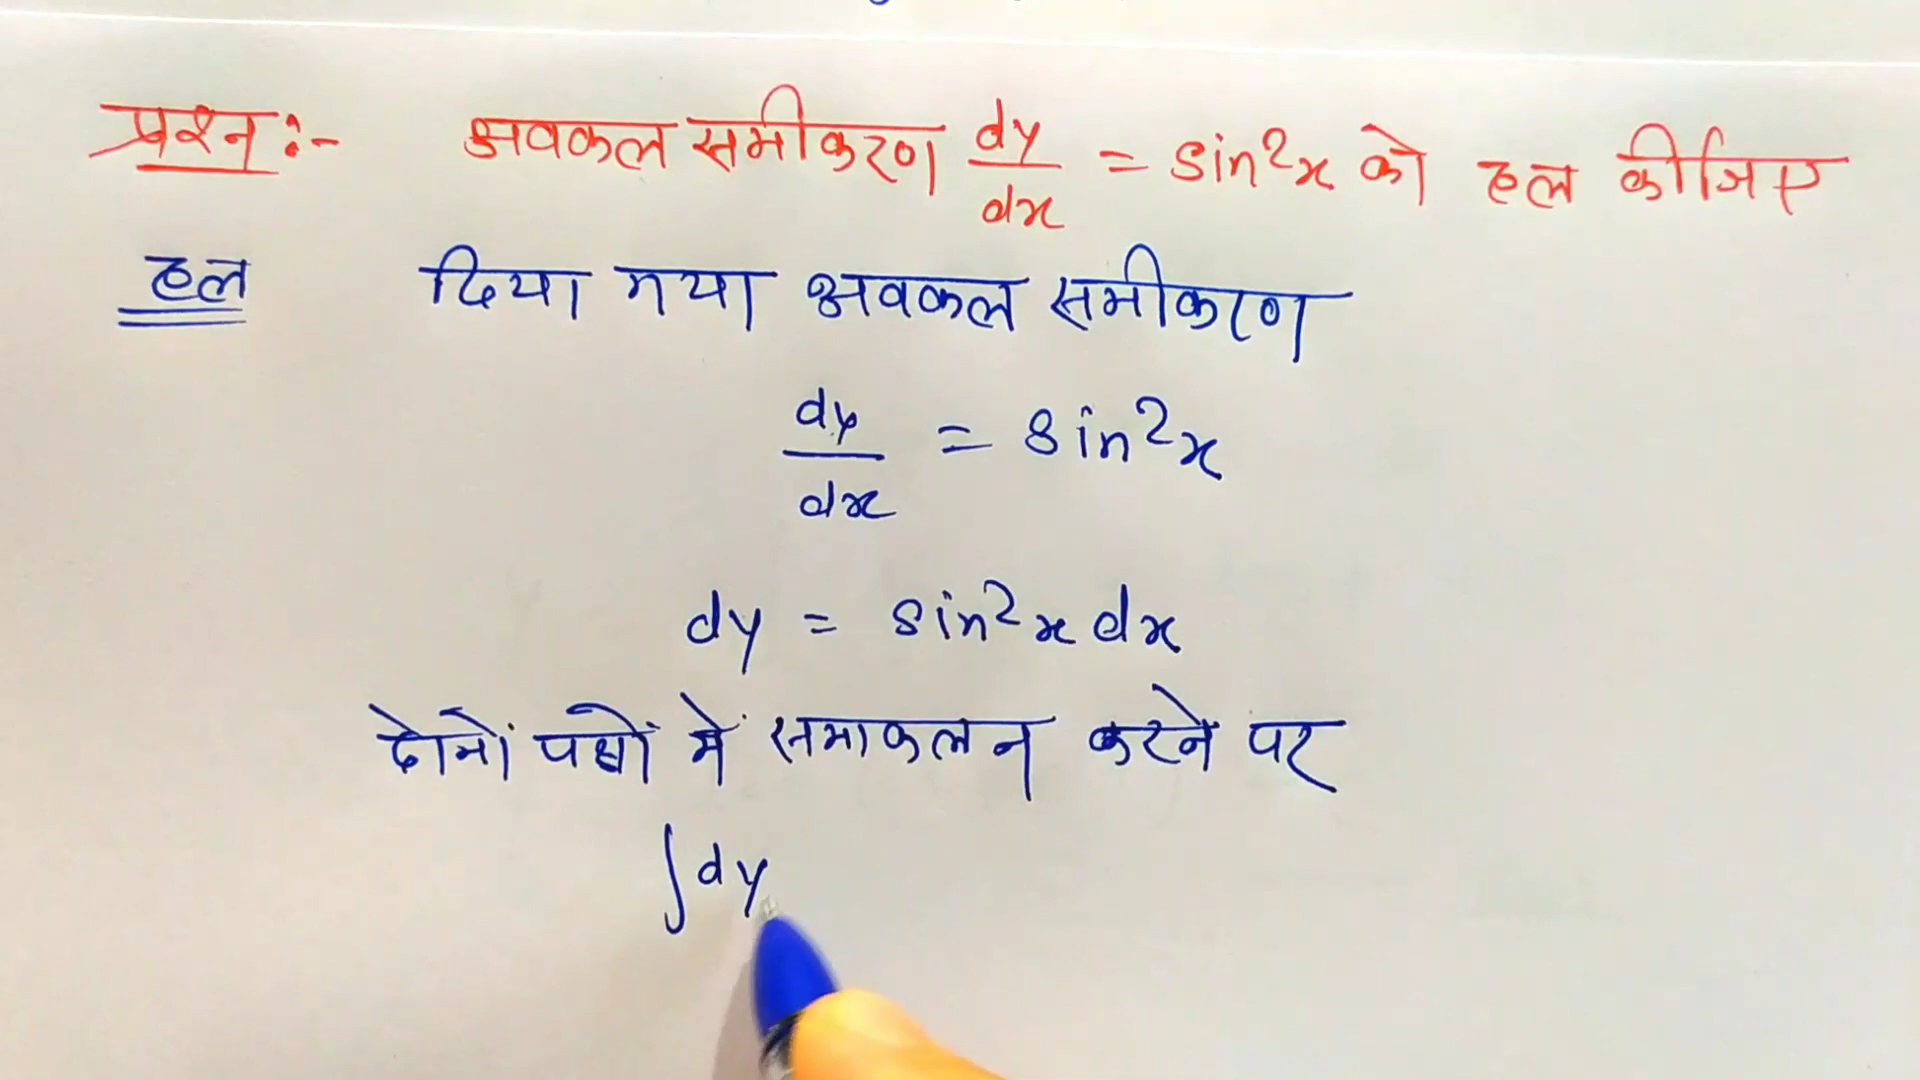 प्रश्न :- अवकल समीकरण dy/dx = sin²x को हल कीजिए
हल दिया गया अवकल समीकरण
dy/dx = sin²x
dy = sin²x dx
दोनों पक्षों में समाकलन करने पर
∫dy